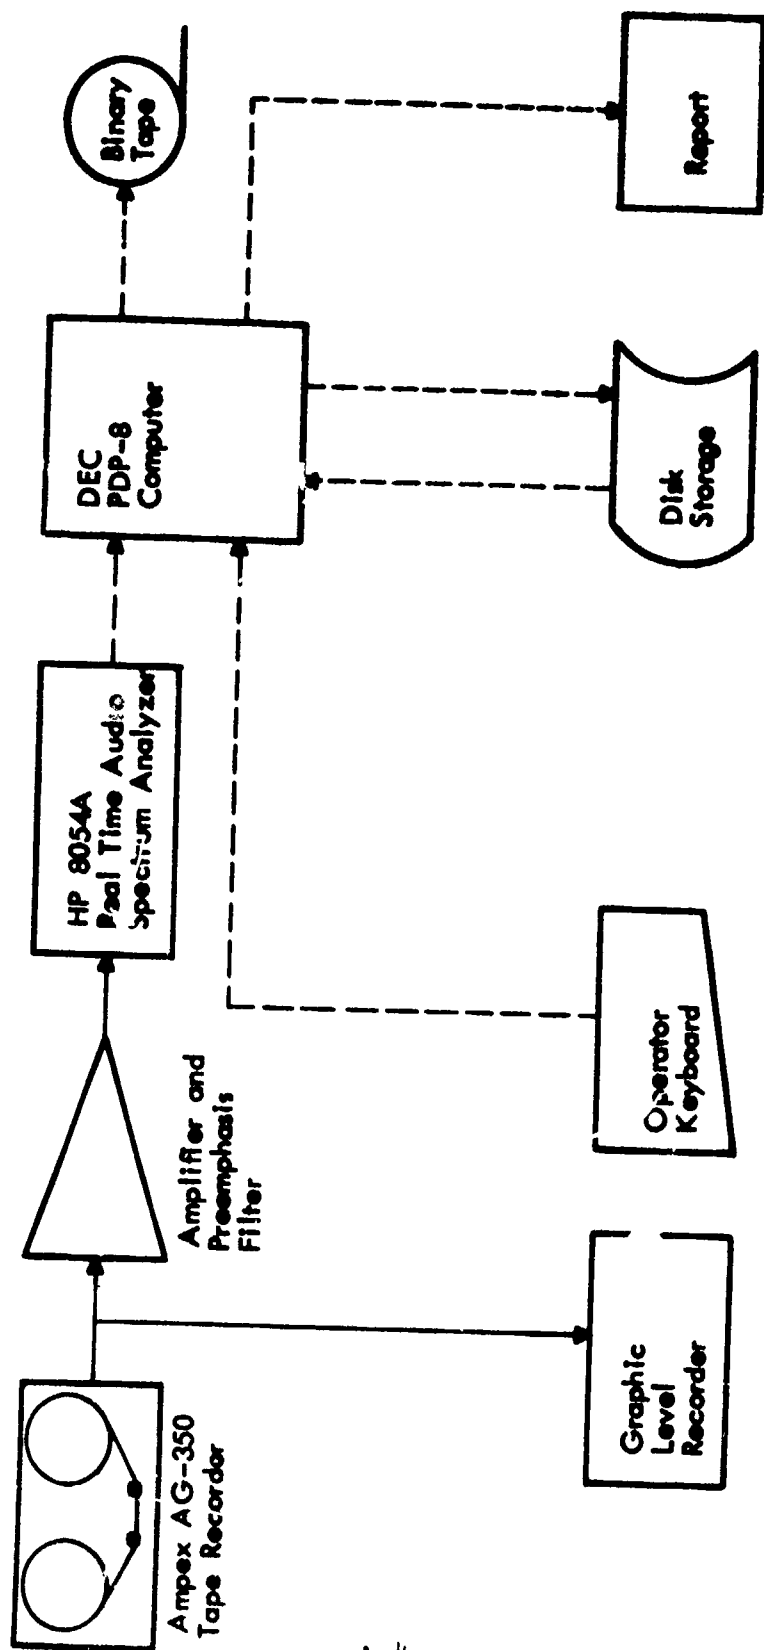 Ampex AG-350
Tape Recorder
Amplifier and
Preemphasis
Filter
HP 8054A
Real Time Audio
Spectrum Analyzer
DEC
PDP-8
Computer
Binary
Tape
Graphic
Level
Recorder
Operator
Keyboard
Disk
Storage
Report